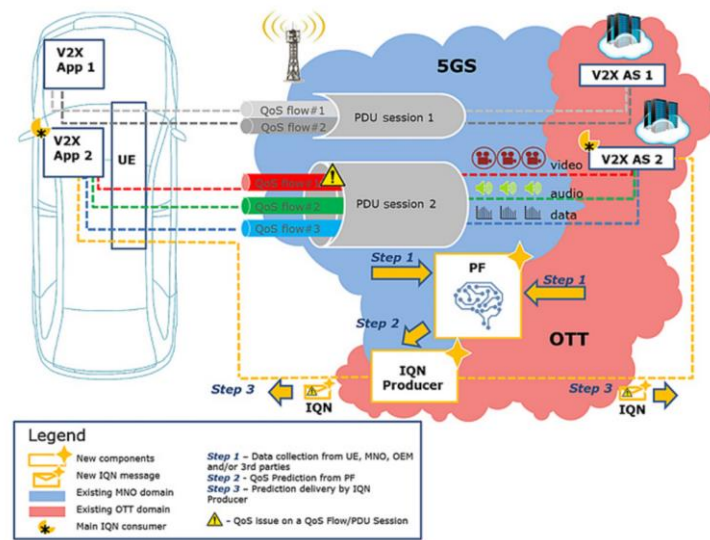 V2X
App 1
V2X
App 2
UE
5GS
QoS flow#1
QoS flow#2
PDU session 1
V2X AS 1
V2X AS 2
QoS flow#2
QoS flow#3
PDU session 2
video
audio
data
Step 1
PF
Step 1
Step 2
OTT
IQN
Producer
Step 3
IQN
Step 3
IQN
Legend
New components
New IQN message
Existing MNO domain
Existing OTT domain
Main IQN consumer
Step 1 – Data collection from UE, MNO, OEM
and/or 3rd parties
Step 2 - QoS Prediction from PF
Step 3 – Prediction delivery by IQN
Producer
- QoS issue on a QoS Flow/PDU Session